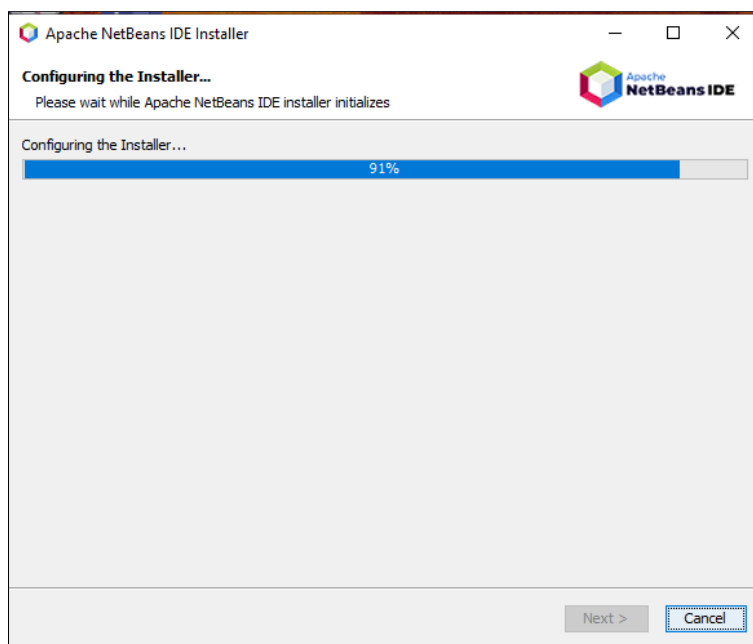 Apache NetBeans IDE Installer
Configuring the Installer...
Please wait while Apache NetBeans IDE installer initializes
Apache
NetBeans IDE
Configuring the Installer...
91%
Next >
Cancel